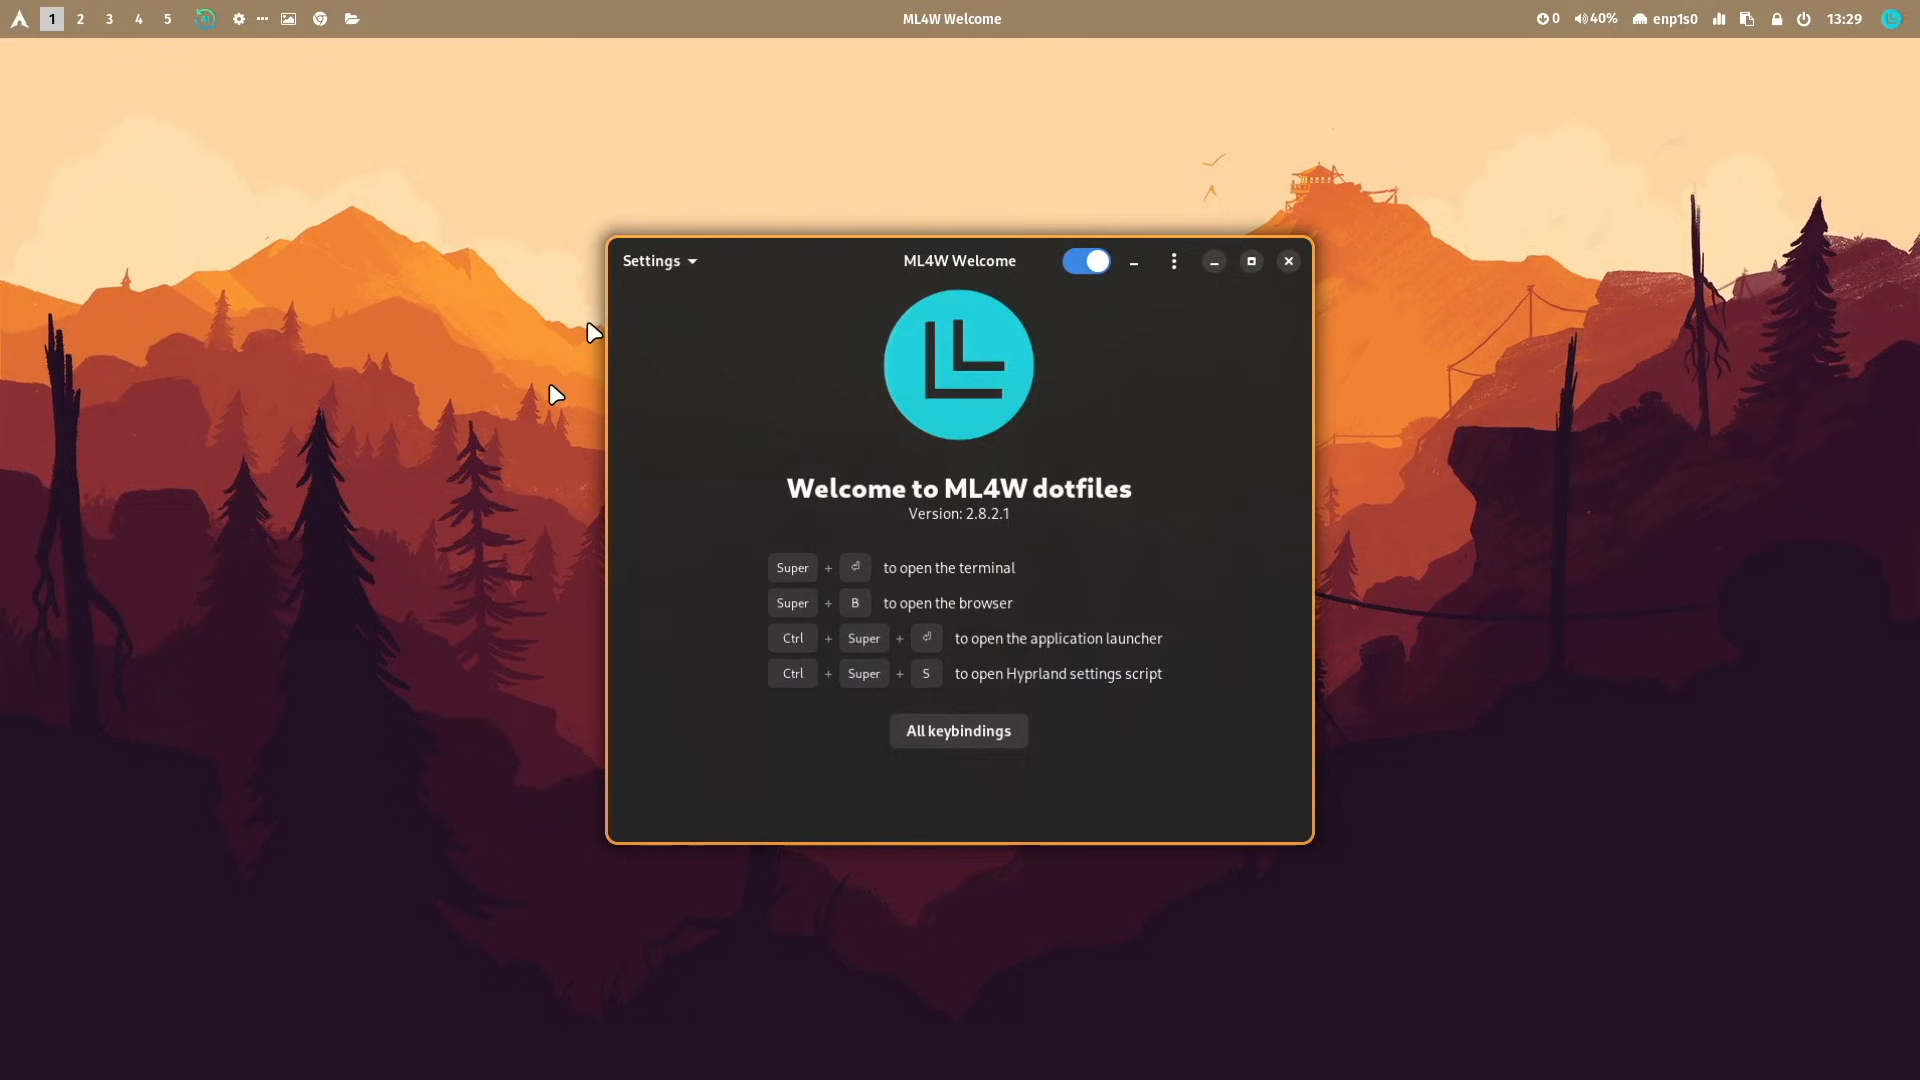 1 2 3 4 5 AI ML4W Welcome 0 40% enp1s0 13:29
Settings ML4W Welcome
Welcome to ML4W dotfiles
Version: 2.8.2.1
Super + ⏎ to open the terminal
Super + B to open the browser
Ctrl + Super + ⏎ to open the application launcher
Ctrl + Super + S to open Hyprland settings script
All keybindings